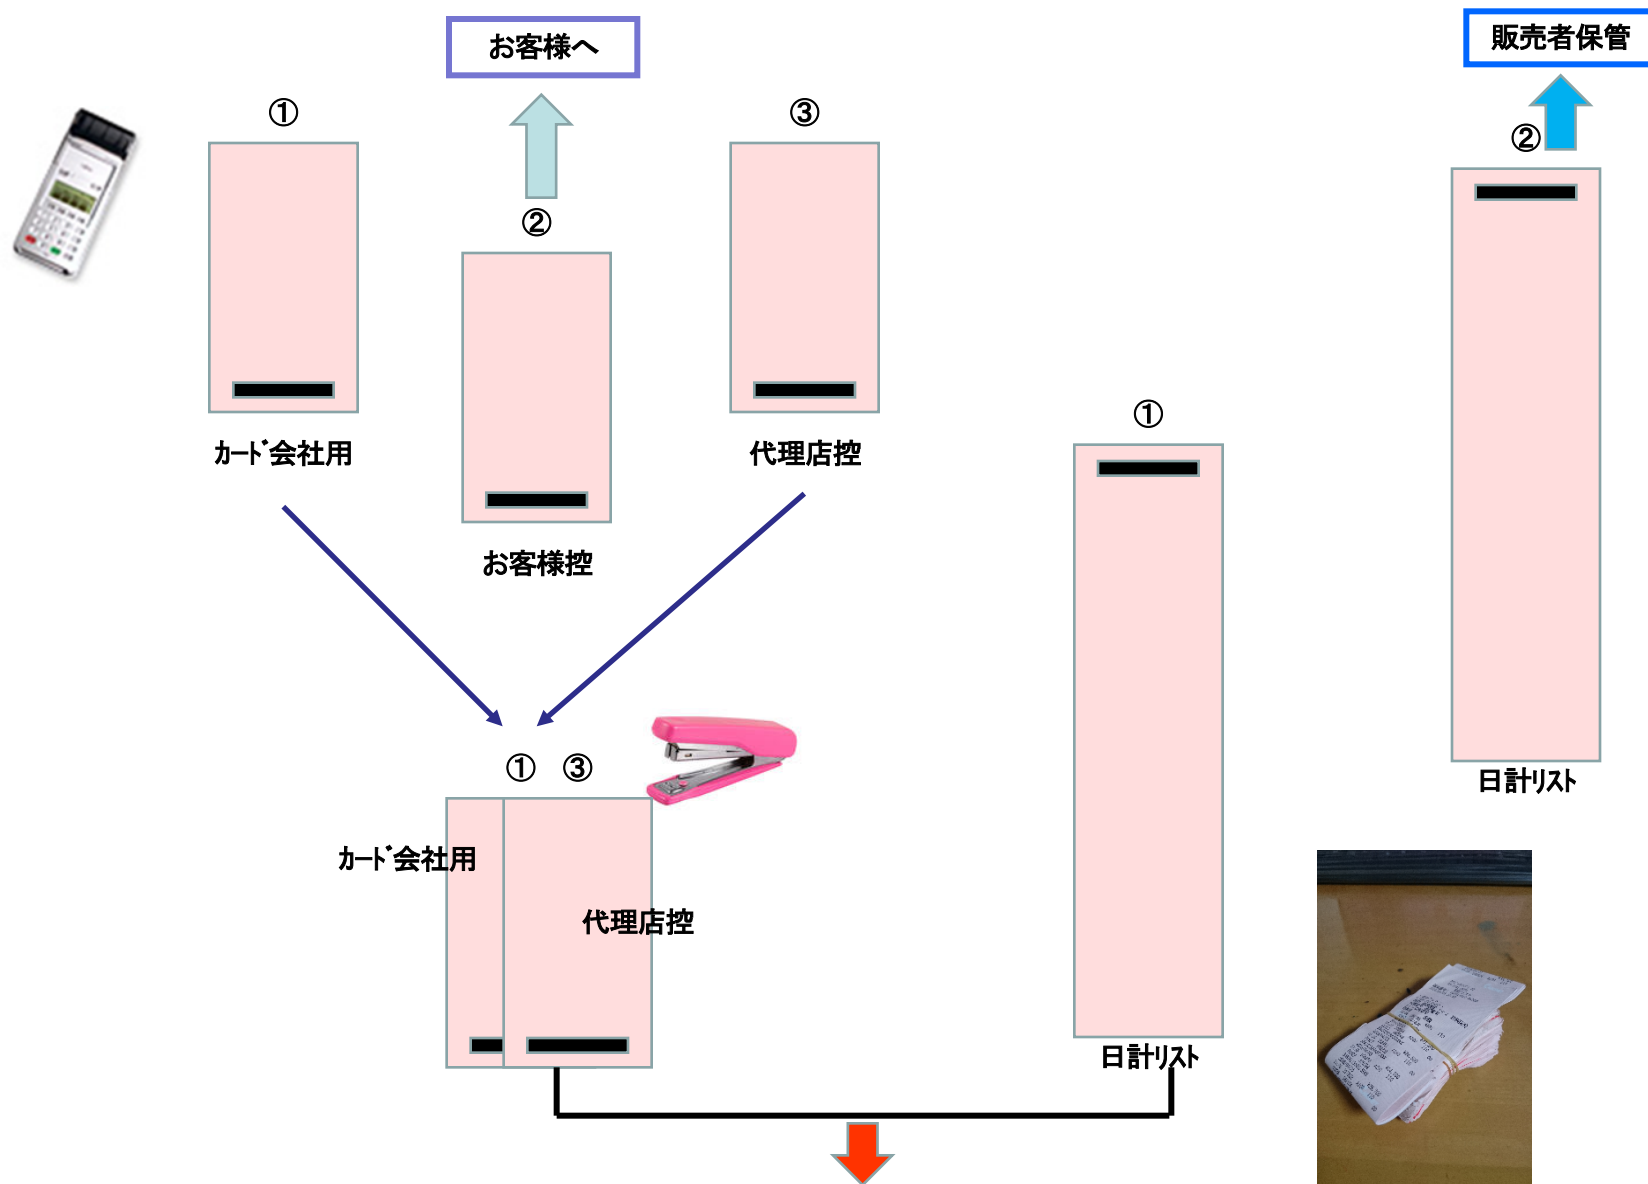 お客様へ
販売者保管
①
③
②
②
ｶｰﾄﾞ会社用
代理店控
①
お客様控
① ③
日計ﾘｽﾄ
ｶｰﾄﾞ会社用
代理店控
日計ﾘｽﾄ